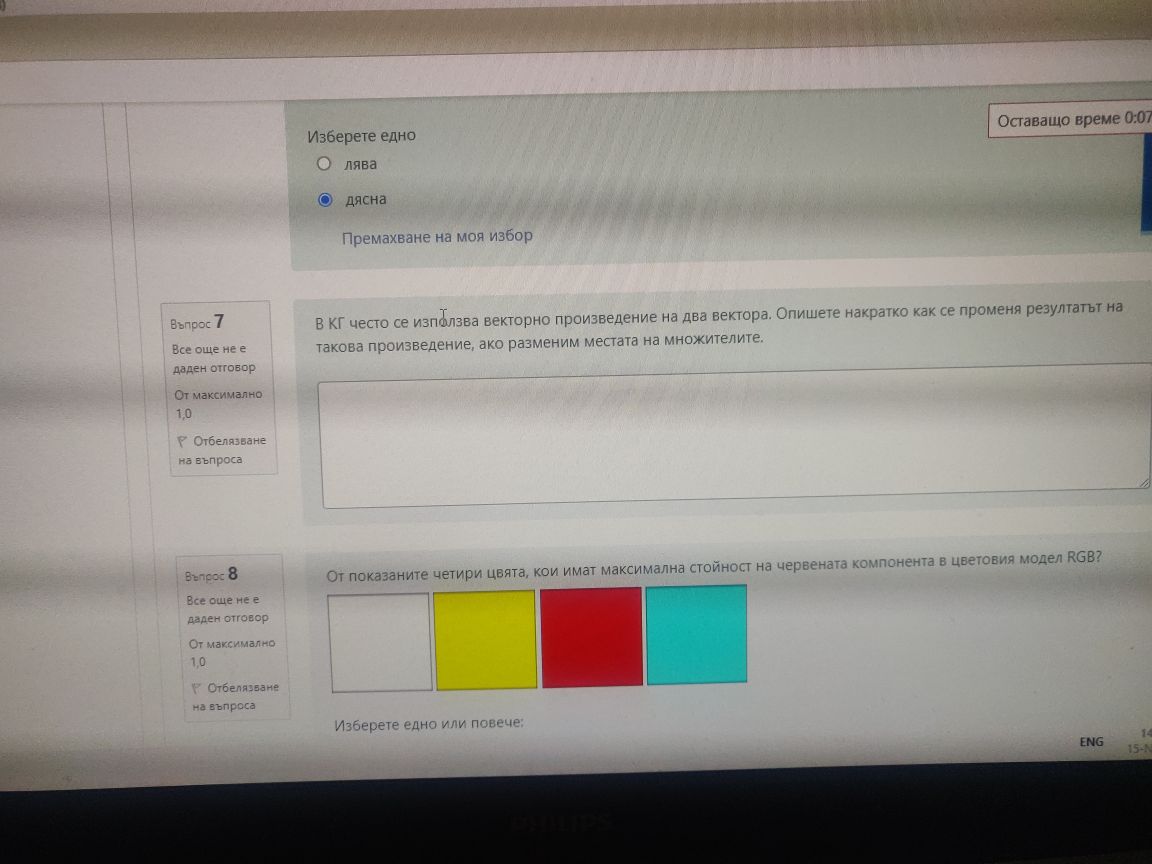 Изберете едно
Оставащо време 0:07
лява
дясна
Премахване на моя избор
Въпрос 7
Все още не е
даден отговор
От максимално
1,0
Отбелязване
на въпроса
В КГ често се използва векторно произведение на два вектора. Опишете накратко как се променя резултатът на
такова произведение, ако разменим местата на множителите.
Въпрос 8
Все още не е
даден отговор
От максимално
1,0
Отбелязване
на въпроса
От показаните четири цвята, кои имат максимална стойност на червената компонента в цветовия модел RGB?
Изберете едно или повече:
ENG
14
15-N
PHILIPS